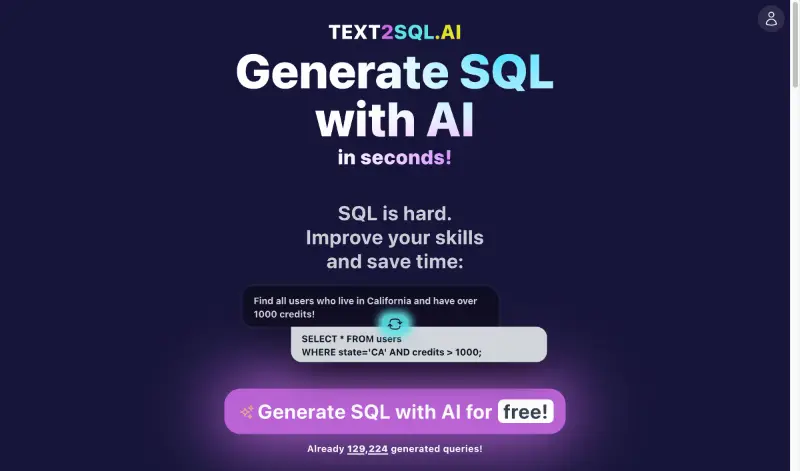 TEXT2SQL.AI
Generate SQL
with AI
in seconds!
SQL is hard.
Improve your skills
and save time:
Find all users who live in California and have over
1000 credits!
SELECT * FROM users
WHERE state='CA' AND credits > 1000;
Generate SQL with AI for free!
Already 129,224 generated queries!